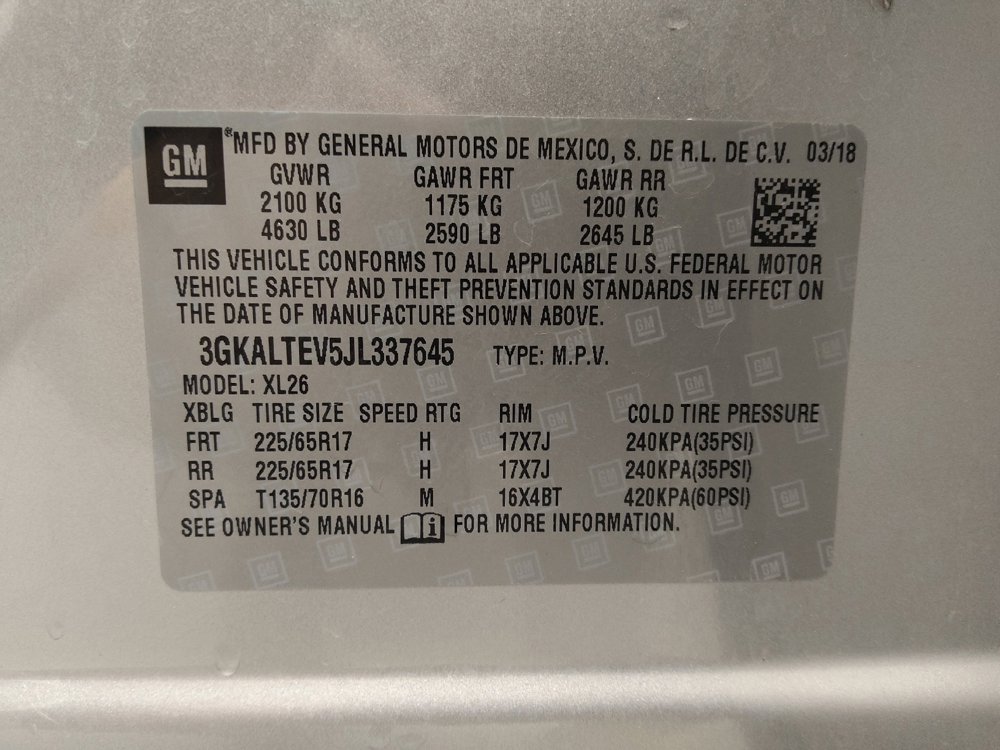 GM ® MFD BY GENERAL MOTORS DE MEXICO, S. DE R.L. DE C.V. 03/18
GVWR GAWR FRT GAWR RR
2100 KG 1175 KG 1200 KG
4630 LB 2590 LB 2645 LB
THIS VEHICLE CONFORMS TO ALL APPLICABLE U.S. FEDERAL MOTOR
VEHICLE SAFETY AND THEFT PREVENTION STANDARDS IN EFFECT ON
THE DATE OF MANUFACTURE SHOWN ABOVE.
3GKALTEV5JL337645 TYPE: M.P.V.
MODEL: XL26
XBLG TIRE SIZE SPEED RTG RIM COLD TIRE PRESSURE
FRT 225/65R17 H 17X7J 240KPA(35PSI)
RR 225/65R17 H 17X7J 240KPA(35PSI)
SPA T135/70R16 M 16X4BT 420KPA(60PSI)
SEE OWNER'S MANUAL i FOR MORE INFORMATION.